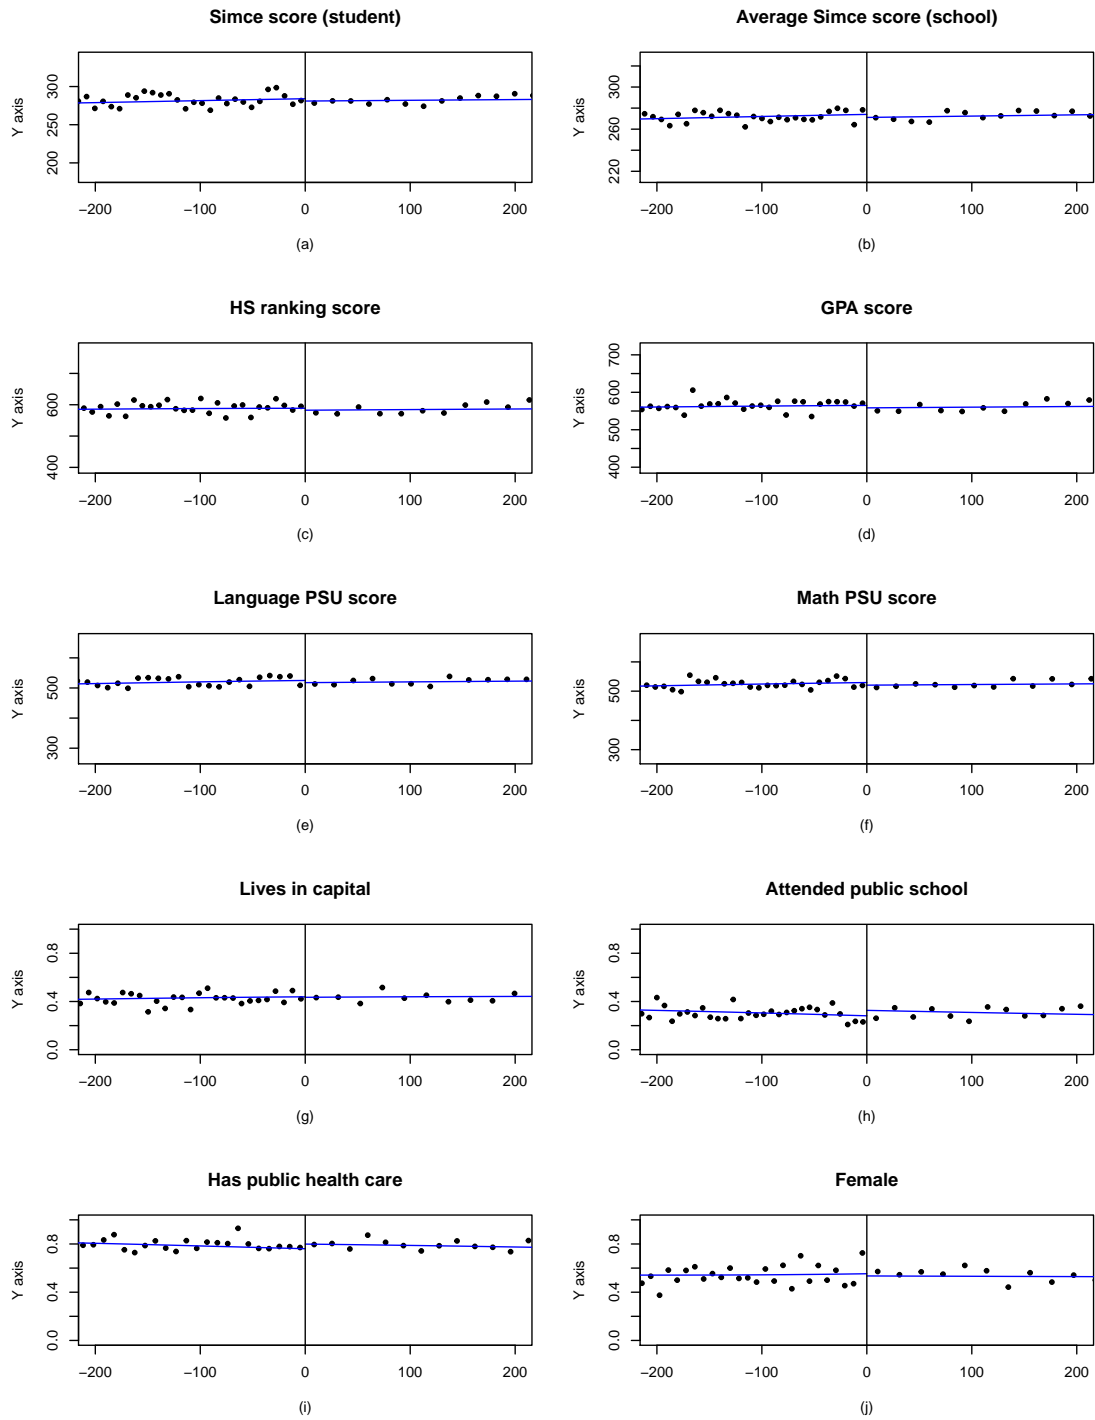 Simce score (student)
Y axis
200 250 300
−200 −100 0 100 200
(a)
Average Simce score (school)
Y axis
220 260 300
−200 −100 0 100 200
(b)
HS ranking score
Y axis
400 600
−200 −100 0 100 200
(c)
GPA score
Y axis
400 500 600 700
−200 −100 0 100 200
(d)
Language PSU score
Y axis
300 500
−200 −100 0 100 200
(e)
Math PSU score
Y axis
300 500
−200 −100 0 100 200
(f)
Lives in capital
Y axis
0.0 0.4 0.8
−200 −100 0 100 200
(g)
Attended public school
Y axis
0.0 0.4 0.8
−200 −100 0 100 200
(h)
Has public health care
Y axis
0.0 0.4 0.8
−200 −100 0 100 200
(i)
Female
Y axis
0.0 0.4 0.8
−200 −100 0 100 200
(j)